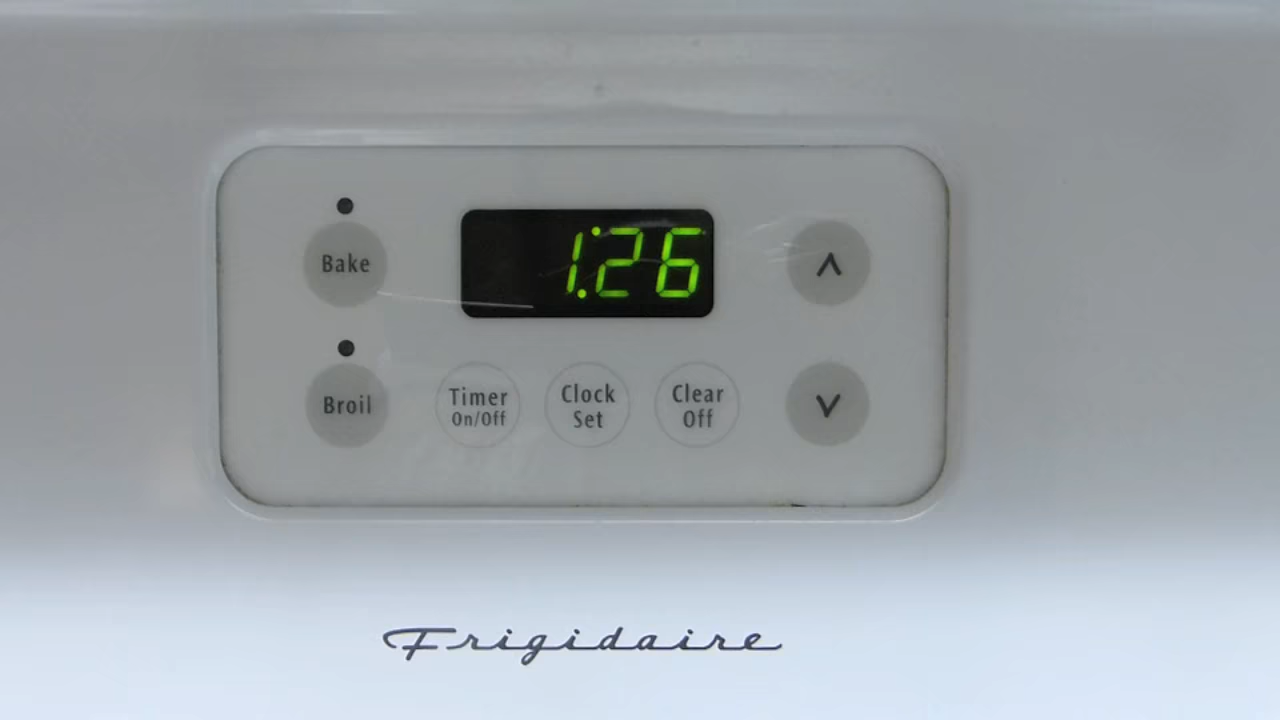 Bake
1:26
Broil
Timer
On/Off
Clock
Set
Clear
Off
Frigidaire